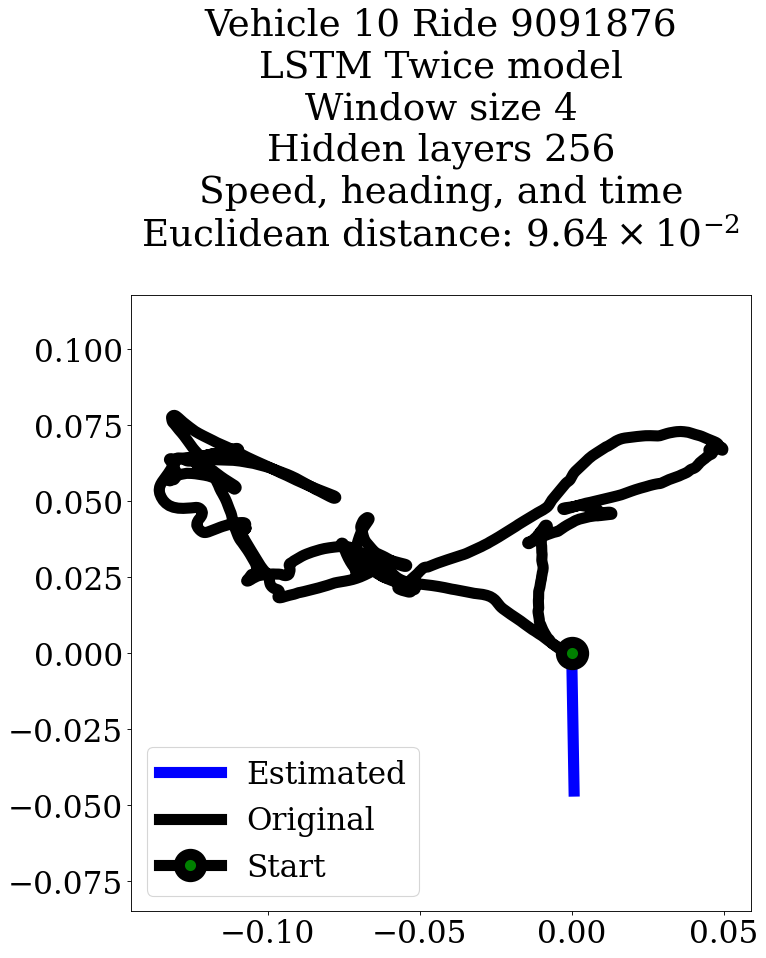 Vehicle 10 Ride 9091876
LSTM Twice model
Window size 4
Hidden layers 256
Speed, heading, and time
Euclidean distance: 9.64 × 10⁻²
0.100
0.075
0.050
0.025
0.000
−0.025
−0.050
−0.075
Estimated
Original
Start
−0.10
−0.05
0.00
0.05